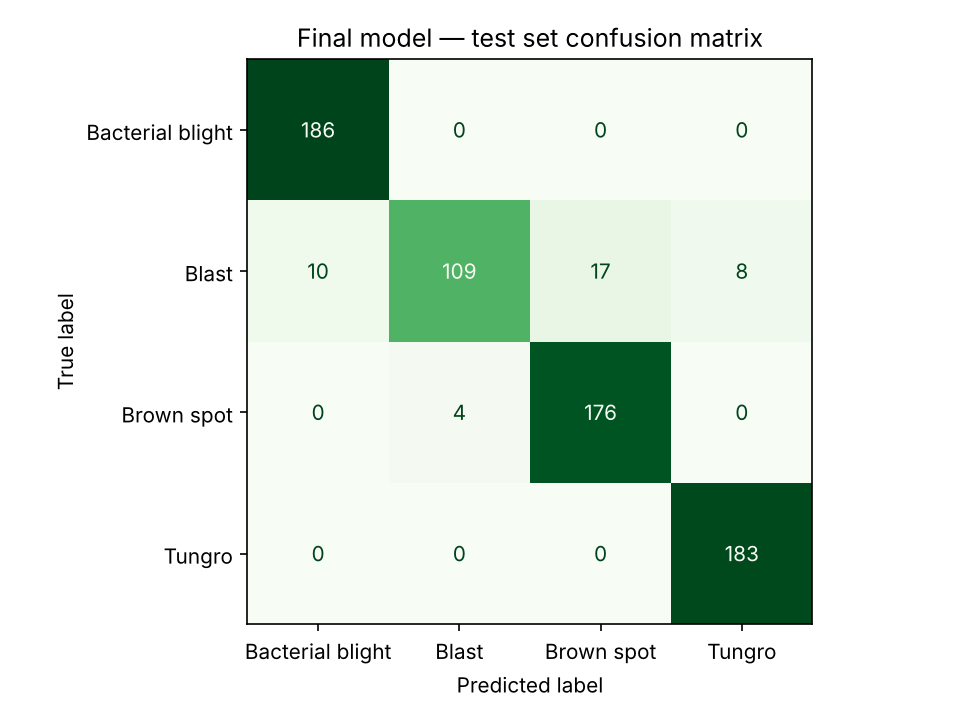 Final model — test set confusion matrix
Bacterial blight 186 0 0 0
Blast 10 109 17 8
Brown spot 0 4 176 0
Tungro 0 0 0 183
Bacterial blight Blast Brown spot Tungro
Predicted label
True label